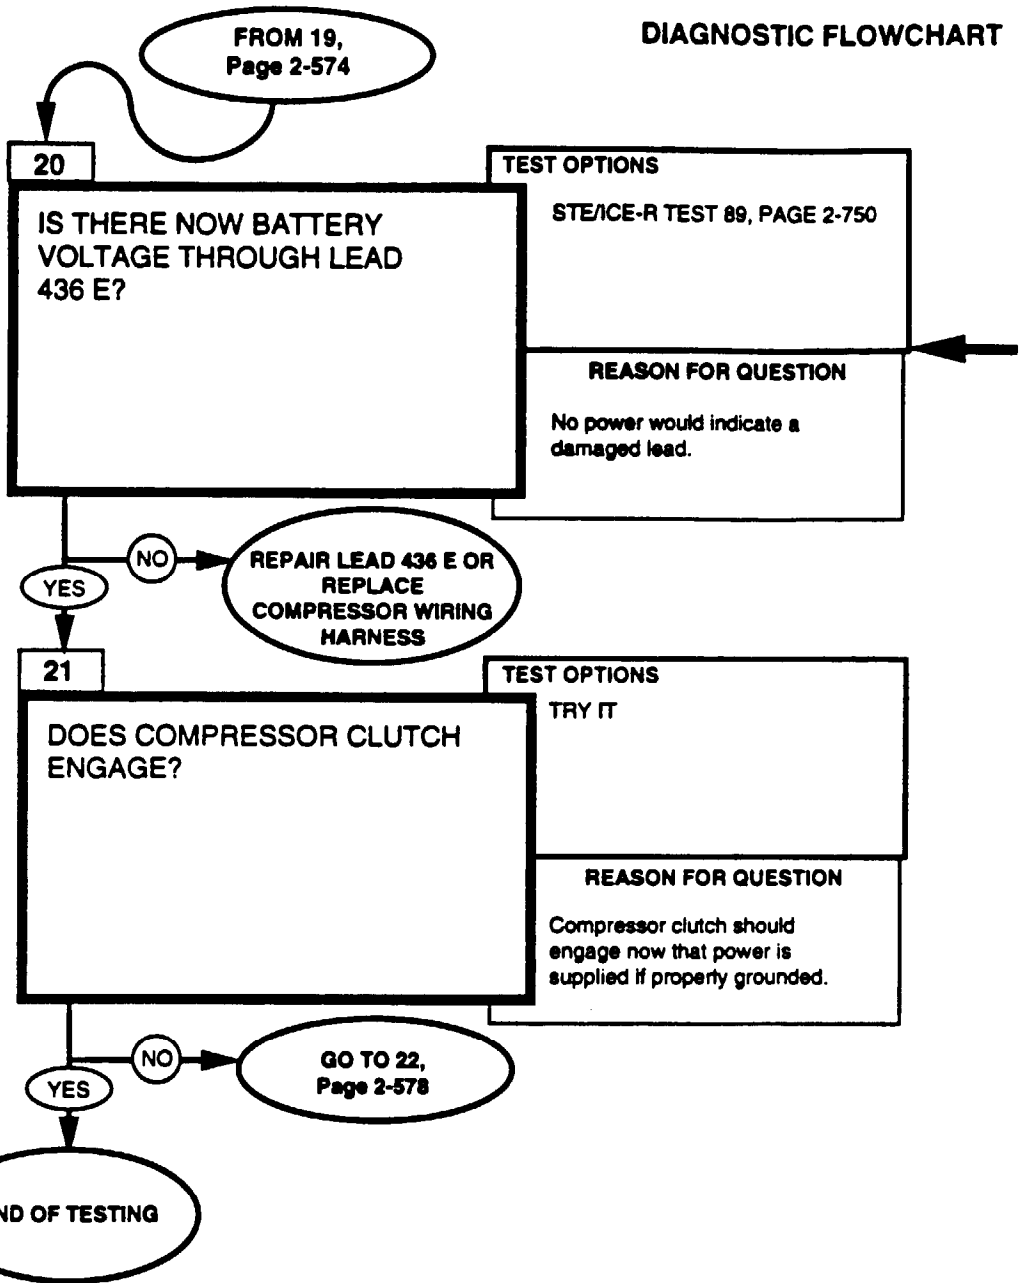 DIAGNOSTIC FLOWCHART
FROM 19,
Page 2-574
20
IS THERE NOW BATTERY
VOLTAGE THROUGH LEAD
436 E?
TEST OPTIONS
STE/ICE-R TEST 89, PAGE 2-750
REASON FOR QUESTION
No power would indicate a
damaged lead.
NO
REPAIR LEAD 436 E OR
REPLACE
COMPRESSOR WIRING
HARNESS
YES
21
DOES COMPRESSOR CLUTCH
ENGAGE?
TEST OPTIONS
TRY IT
REASON FOR QUESTION
Compressor clutch should
engage now that power is
supplied if properly grounded.
NO
GO TO 22,
Page 2-578
YES
ND OF TESTING